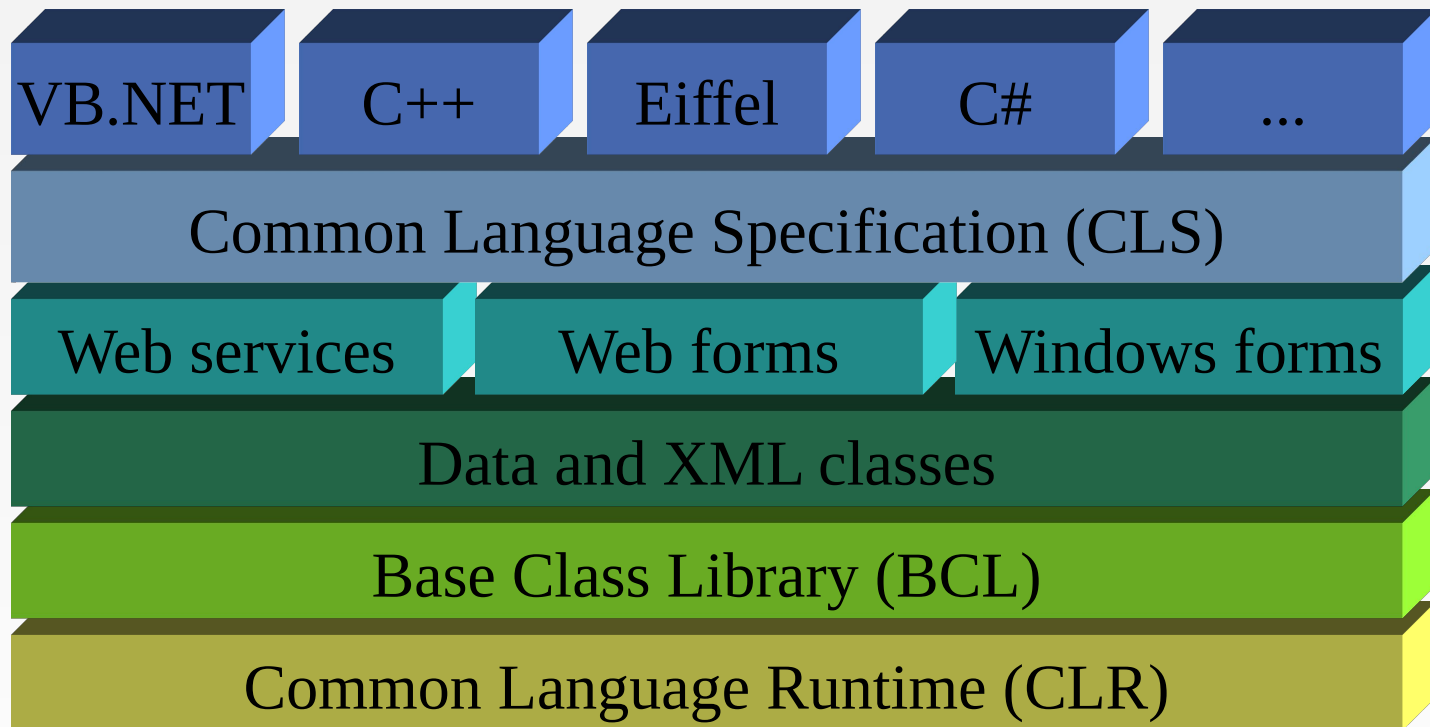 VB.NET C++ Eiffel C# ...
Common Language Specification (CLS)
Web services Web forms Windows forms
Data and XML classes
Base Class Library (BCL)
Common Language Runtime (CLR)